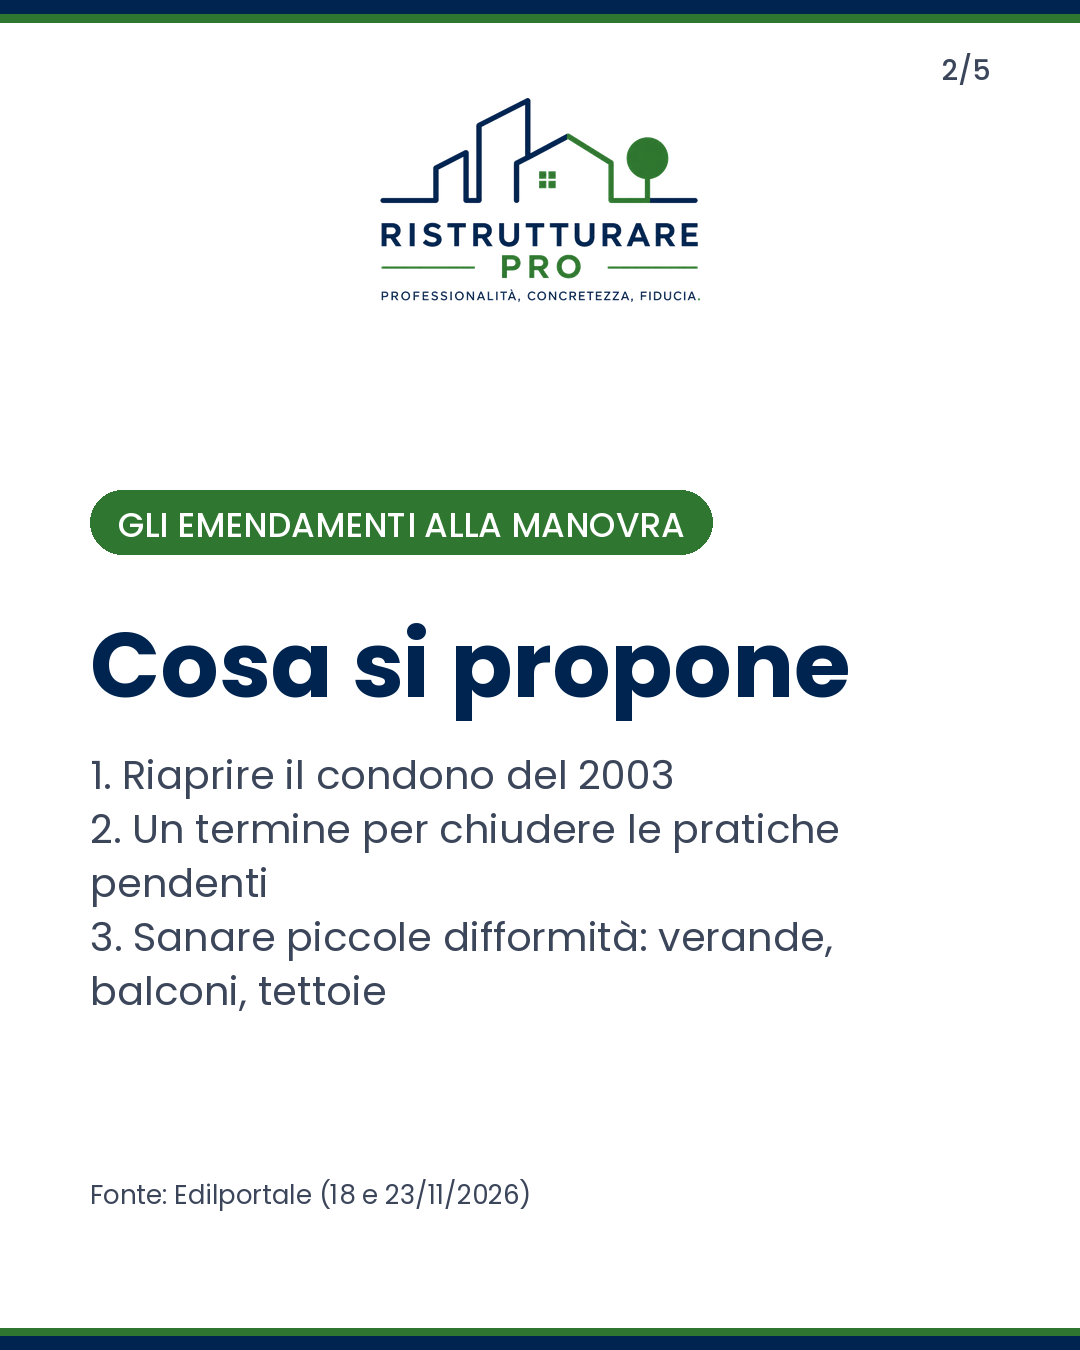 2/5
RISTRUTTURARE
PRO
PROFESSIONALITÀ, CONCRETEZZA, FIDUCIA.
GLI EMENDAMENTI ALLA MANOVRA
Cosa si propone
1. Riaprire il condono del 2003
2. Un termine per chiudere le pratiche
pendenti
3. Sanare piccole difformità: verande,
balconi, tettoie
Fonte: Edilportale (18 e 23/11/2026)